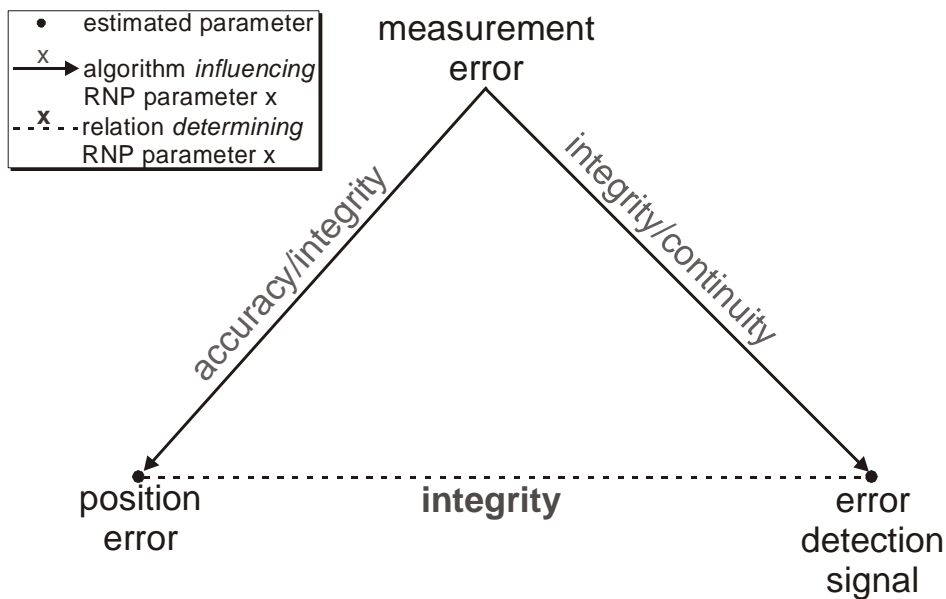 estimated parameter
x
algorithm influencing
RNP parameter x
x
relation determining
RNP parameter x
measurement
error
accuracy/integrity
integrity/continuity
position
error
integrity
error
detection
signal